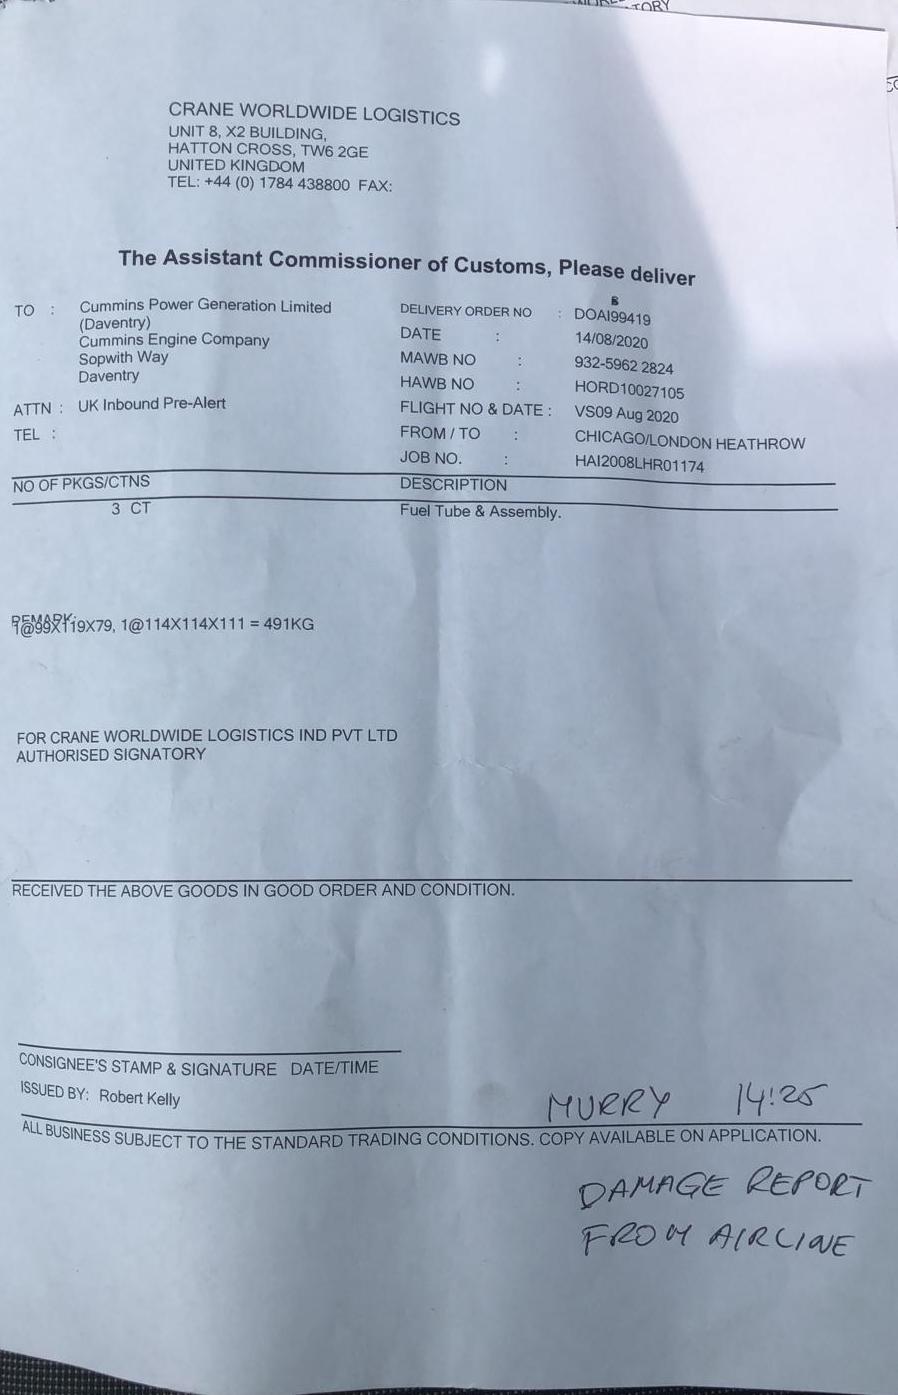 TORY
CRANE WORLDWIDE LOGISTICS
UNIT 8, X2 BUILDING,
HATTON CROSS, TW6 2GE
UNITED KINGDOM
TEL: +44 (0) 1784 438800 FAX:
The Assistant Commissioner of Customs, Please deliver
TO : Cummins Power Generation Limited
(Daventry)
Cummins Engine Company
Sopwith Way
Daventry
ATTN : UK Inbound Pre-Alert
TEL :
DELIVERY ORDER NO : DOAI99419
DATE : 14/08/2020
MAWB NO : 932-5962 2824
HAWB NO : HORD10027105
FLIGHT NO & DATE : VS09 Aug 2020
FROM / TO : CHICAGO/LONDON HEATHROW
JOB NO. : HAI2008LHR01174
NO OF PKGS/CTNS DESCRIPTION
3 CT Fuel Tube & Assembly.
REMARK:
1@99X119X79, 1@114X114X111 = 491KG
FOR CRANE WORLDWIDE LOGISTICS IND PVT LTD
AUTHORISED SIGNATORY
RECEIVED THE ABOVE GOODS IN GOOD ORDER AND CONDITION.
CONSIGNEE'S STAMP & SIGNATURE DATE/TIME
ISSUED BY: Robert Kelly
MURRY 14:25
ALL BUSINESS SUBJECT TO THE STANDARD TRADING CONDITIONS. COPY AVAILABLE ON APPLICATION.
DAMAGE REPORT
FROM AIRLINE